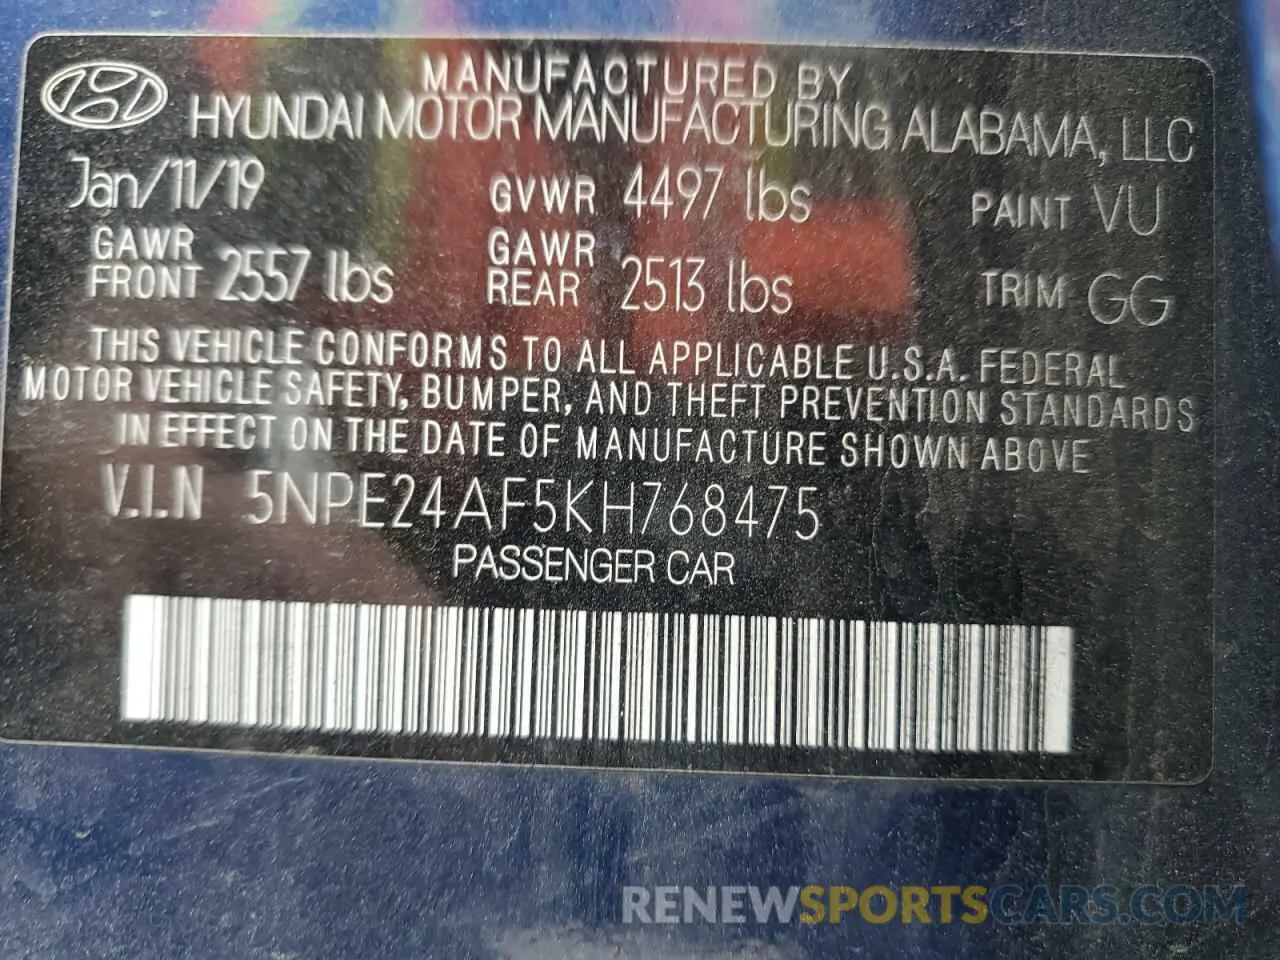 MANUFACTURED BY
HYUNDAI MOTOR MANUFACTURING ALABAMA, LLC
Jan/11/19 GVWR 4497 lbs PAINT VU
GAWR FRONT 2557 lbs GAWR REAR 2513 lbs TRIM GG
THIS VEHICLE CONFORMS TO ALL APPLICABLE U.S.A. FEDERAL
MOTOR VEHICLE SAFETY, BUMPER, AND THEFT PREVENTION STANDARDS
IN EFFECT ON THE DATE OF MANUFACTURE SHOWN ABOVE
V.I.N 5NPE24AF5KH768475
PASSENGER CAR
RENEWSPORTSCARS.COM